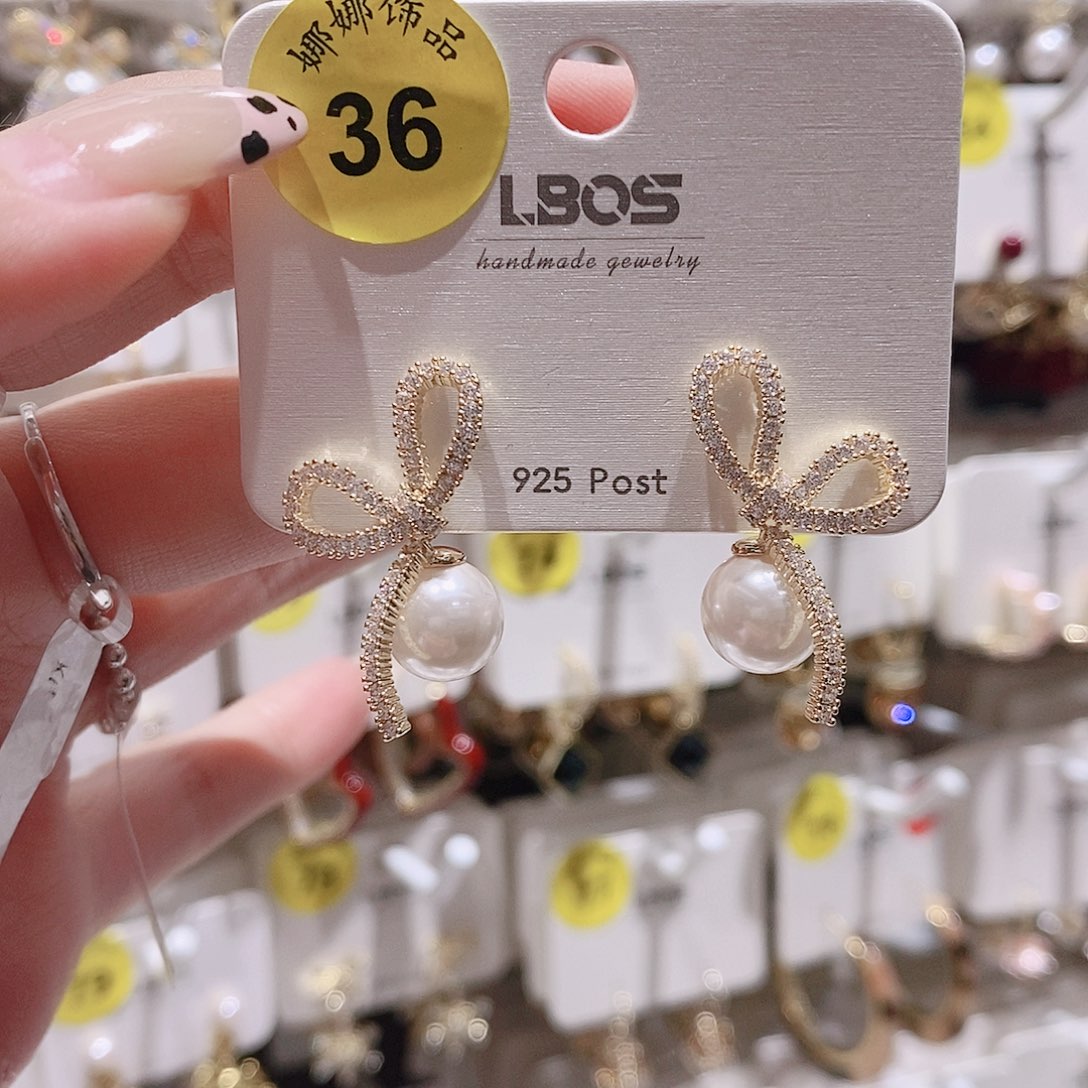 娜娜饰品
36
LBOS
handmade gewelry
925 Post